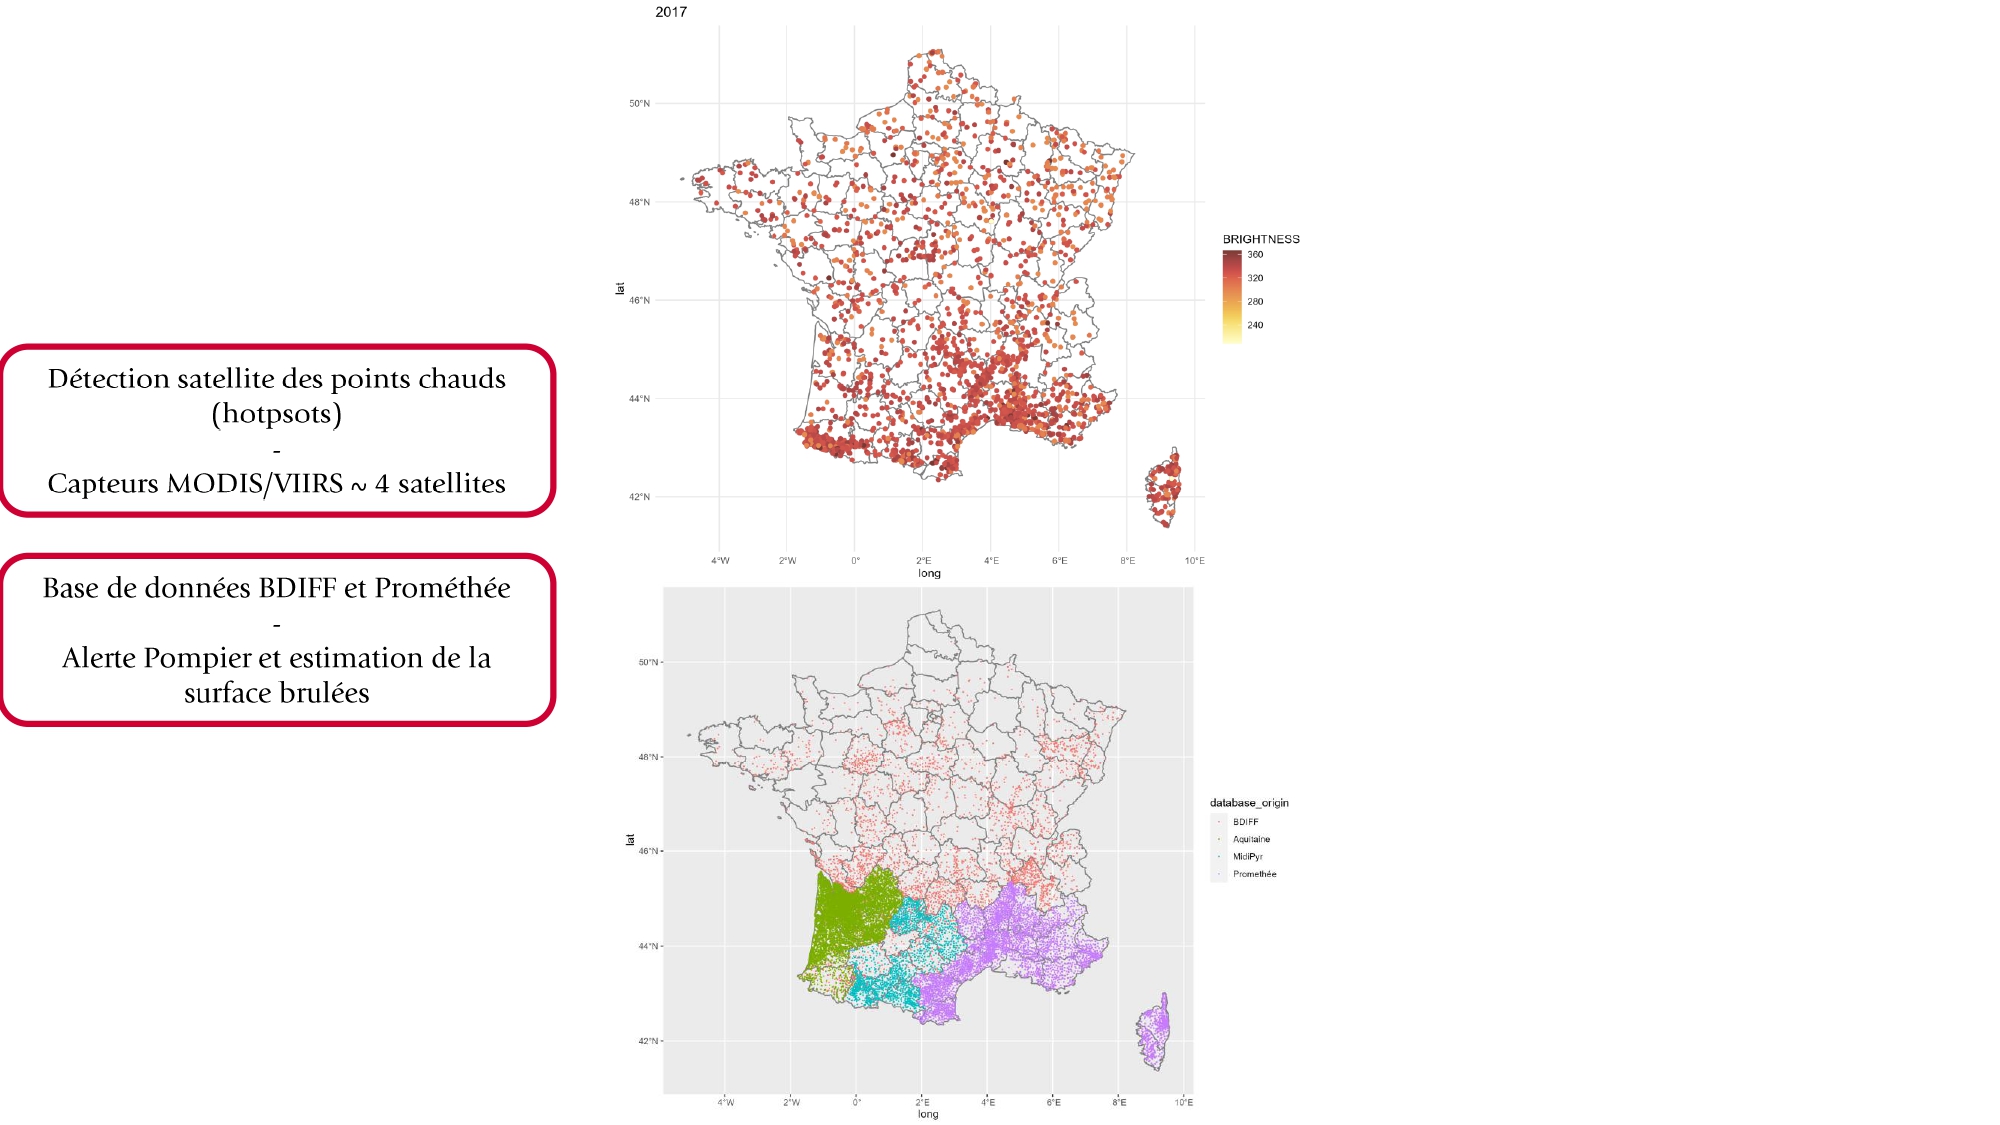 Détection satellite des points chauds
(hotpsots)
-
Capteurs MODIS/VIIRS ~ 4 satellites
Base de données BDIFF et Prométhée
-
Alerte Pompier et estimation de la
surface brulées
2017
50°N
48°N
46°N
44°N
42°N
lat
4°W 2°W 0° 2°E 4°E 6°E 8°E 10°E
long
BRIGHTNESS
360
320
280
240
50°N
48°N
46°N
44°N
42°N
lat
4°W 2°W 0° 2°E 4°E 6°E 8°E 10°E
long
database_origin
BDIFF
Aquitaine
MidiPyr
Promethée